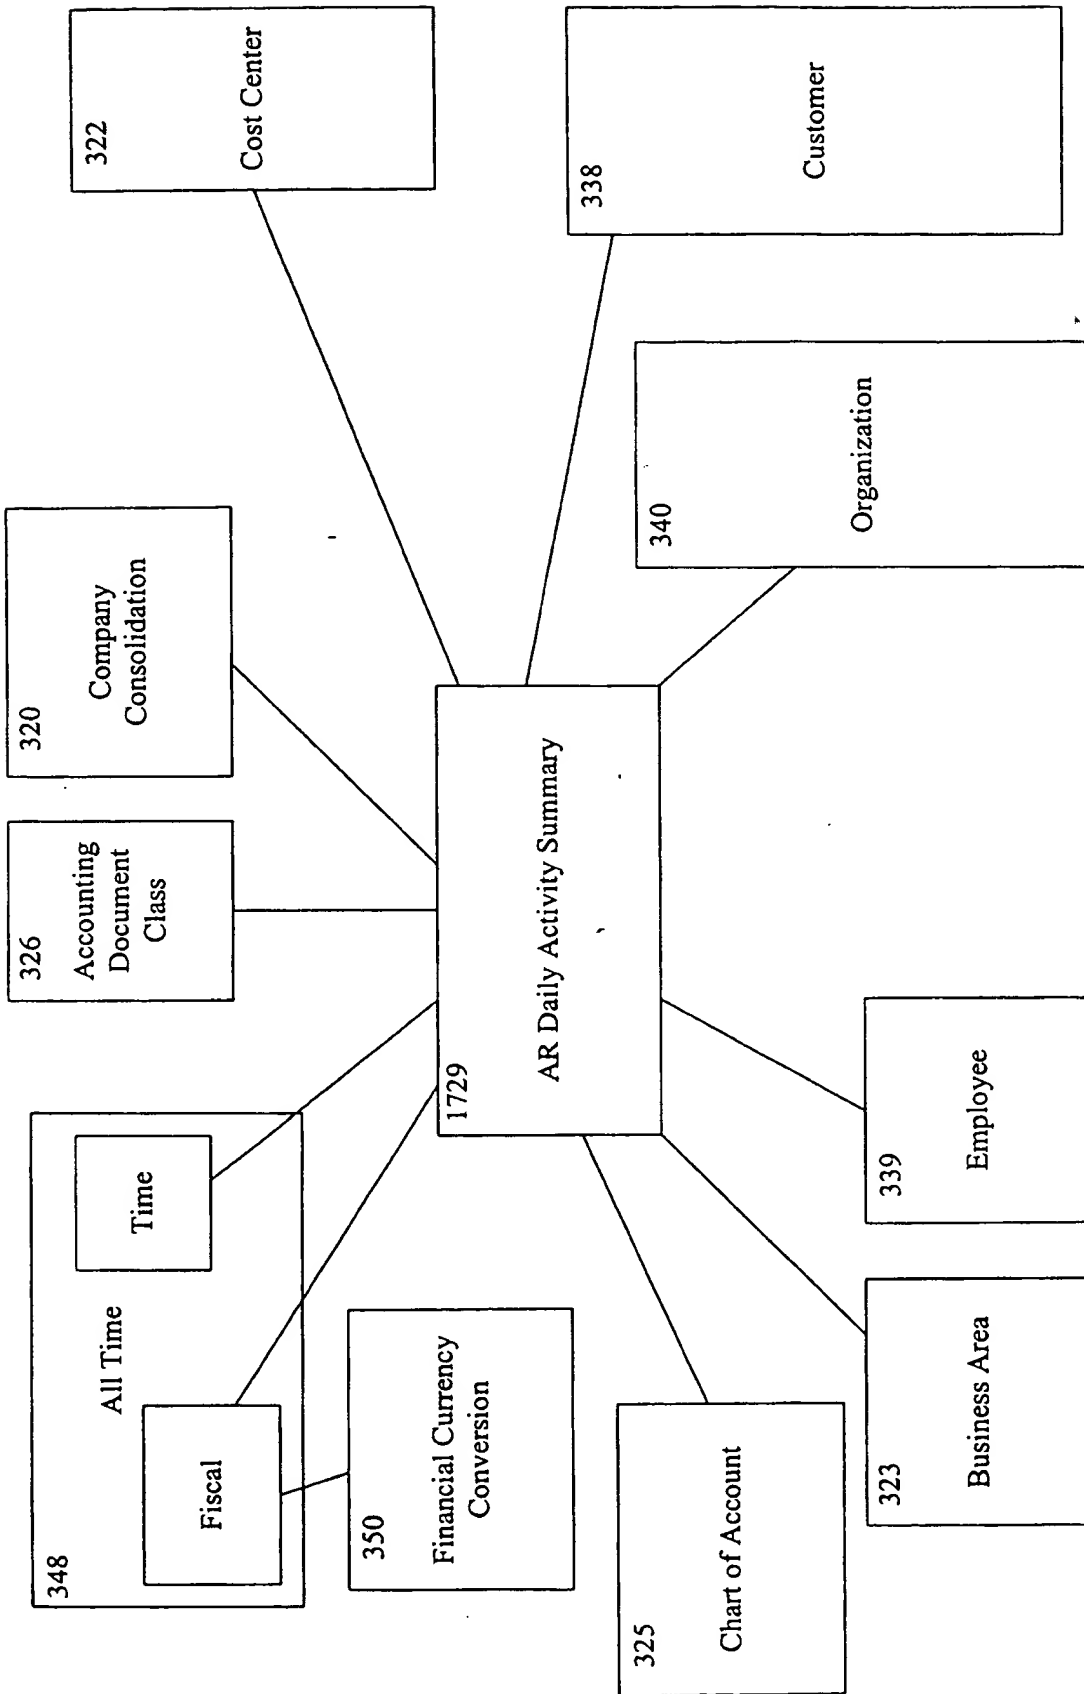 348
All Time
Fiscal
Time
326
Accounting
Document
Class
320
Company
Consolidation
322
Cost Center
350
Financial Currency
Conversion
1729
AR Daily Activity Summary
338
Customer
325
Chart of Account
323
Business Area
339
Employee
340
Organization